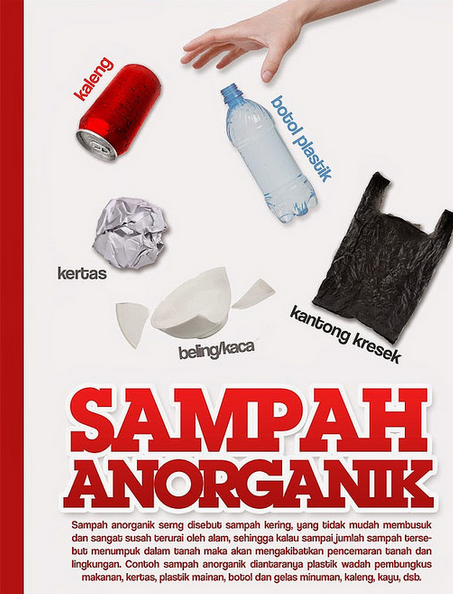 kaleng
botol plastik
kertas
beling/kaca
kantong kresek
SAMPAH
ANORGANIK
Sampah anorganik serng disebut sampah kering, yang tidak mudah membusuk
dan sangat susah terurai oleh alam, sehingga kalau sampai jumlah sampah terse-
but menumpuk dalam tanah maka akan mengakibatkan pencemaran tanah dan
lingkungan. Contoh sampah anorganik diantaranya plastik wadah pembungkus
makanan, kertas, plastik mainan, botol dan gelas minuman, kaleng, kayu, dsb.